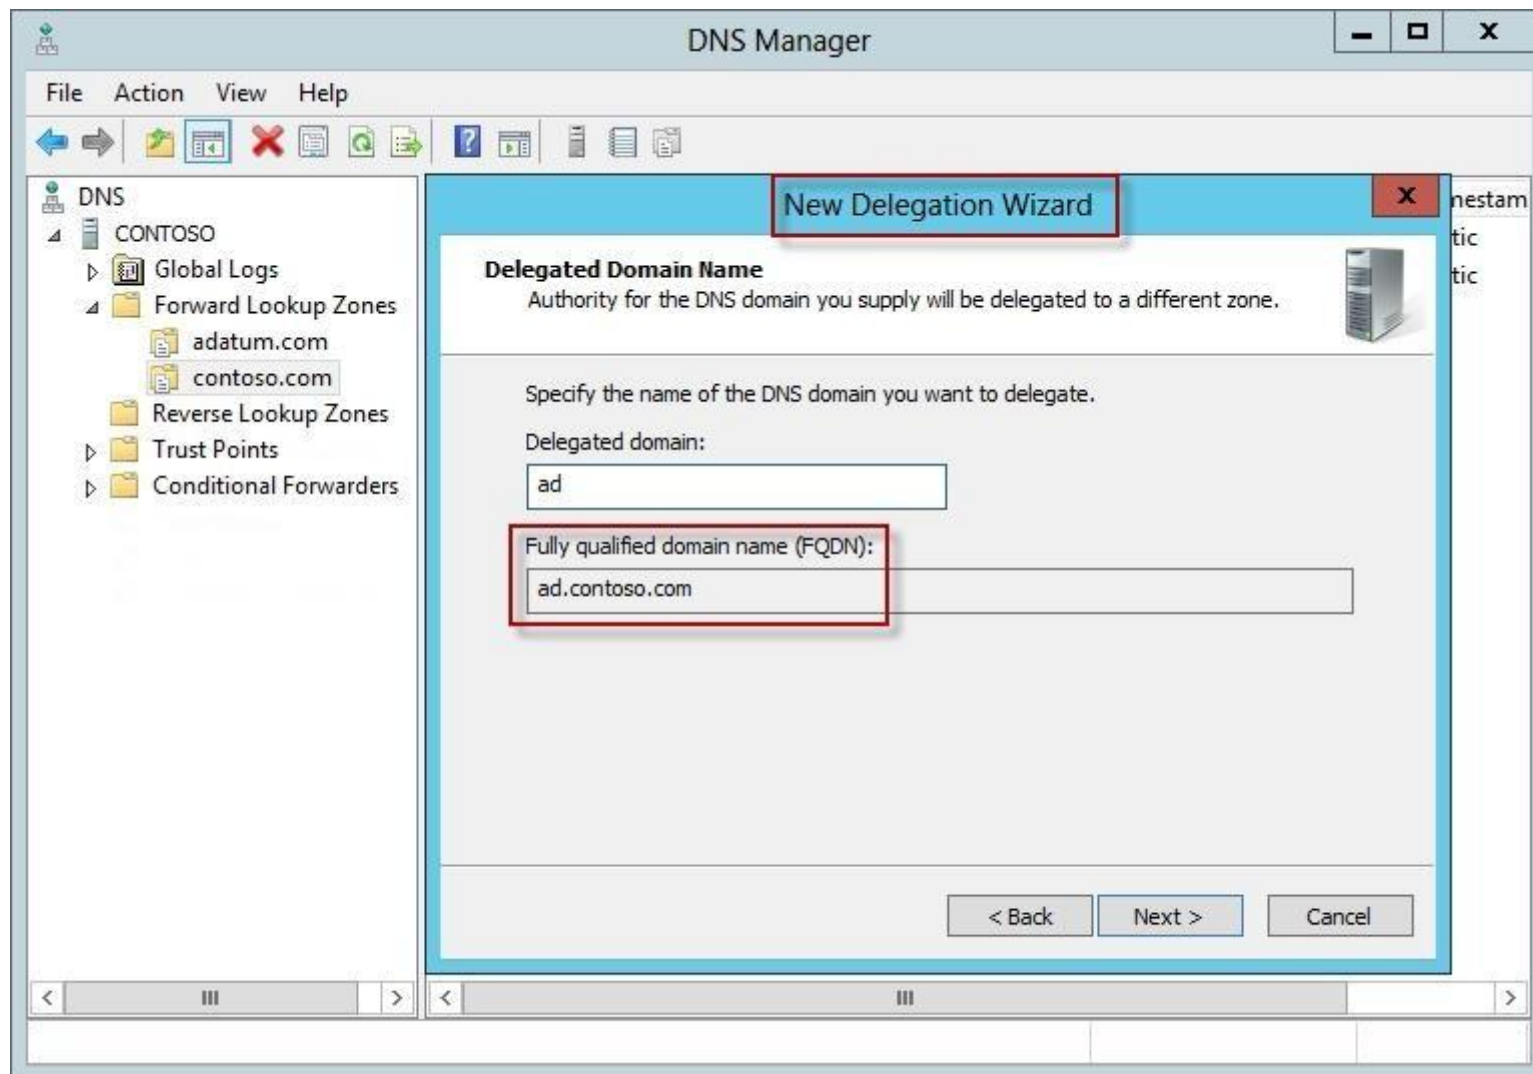 DNS Manager
File Action View Help
DNS
CONTOSO
Global Logs
Forward Lookup Zones
adatum.com
contoso.com
Reverse Lookup Zones
Trust Points
Conditional Forwarders
New Delegation Wizard
nestam
tic
tic
Delegated Domain Name
Authority for the DNS domain you supply will be delegated to a different zone.
Specify the name of the DNS domain you want to delegate.
Delegated domain:
ad
Fully qualified domain name (FQDN):
ad.contoso.com
< Back Next > Cancel